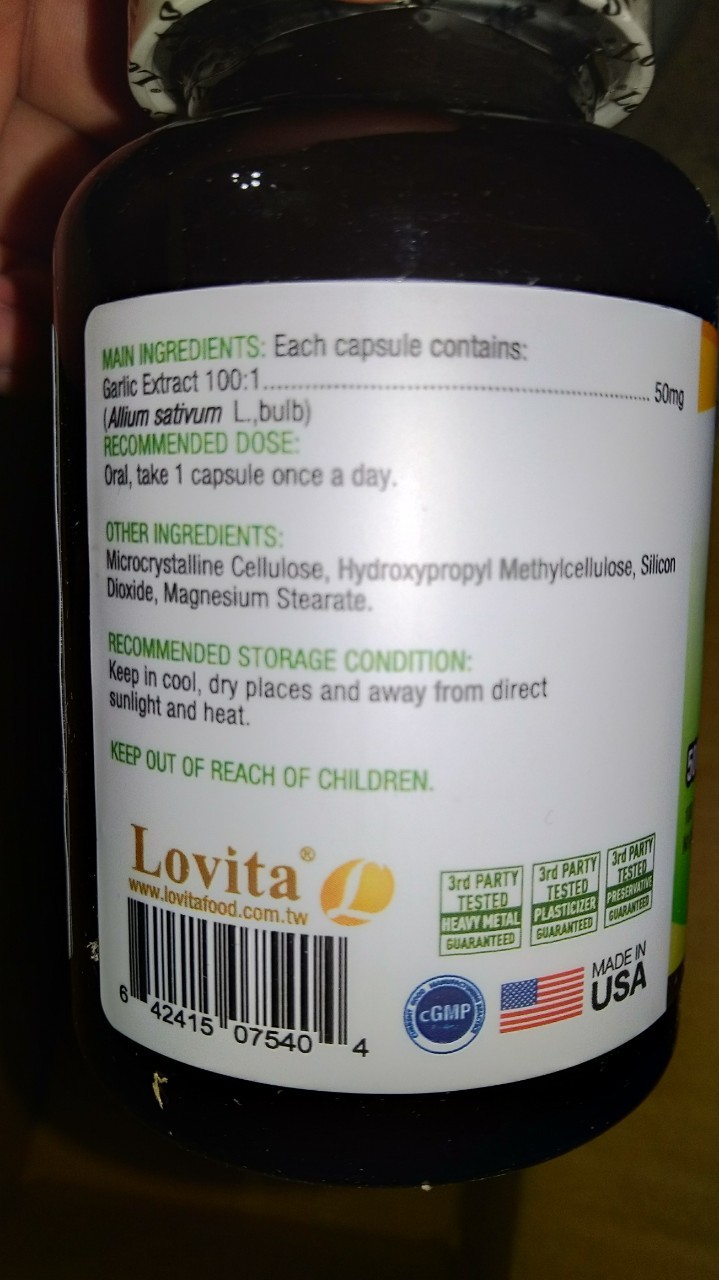 MAIN INGREDIENTS: Each capsule contains:
Garlic Extract 100:1.......................................................... 50mg
(Allium sativum L.,bulb)
RECOMMENDED DOSE:
Oral, take 1 capsule once a day.
OTHER INGREDIENTS:
Microcrystalline Cellulose, Hydroxypropyl Methylcellulose, Silicon
Dioxide, Magnesium Stearate.
RECOMMENDED STORAGE CONDITION:
Keep in cool, dry places and away from direct
sunlight and heat.
KEEP OUT OF REACH OF CHILDREN.
Lovita®
www.lovitafood.com.tw
6 42415 07540 4
3rd PARTY
TESTED
HEAVY METAL
GUARANTEED
3rd PARTY
TESTED
PLASTICIZER
GUARANTEED
3rd PARTY
TESTED
PRESERVATIVE
GUARANTEED
cGMP
MADE IN
USA